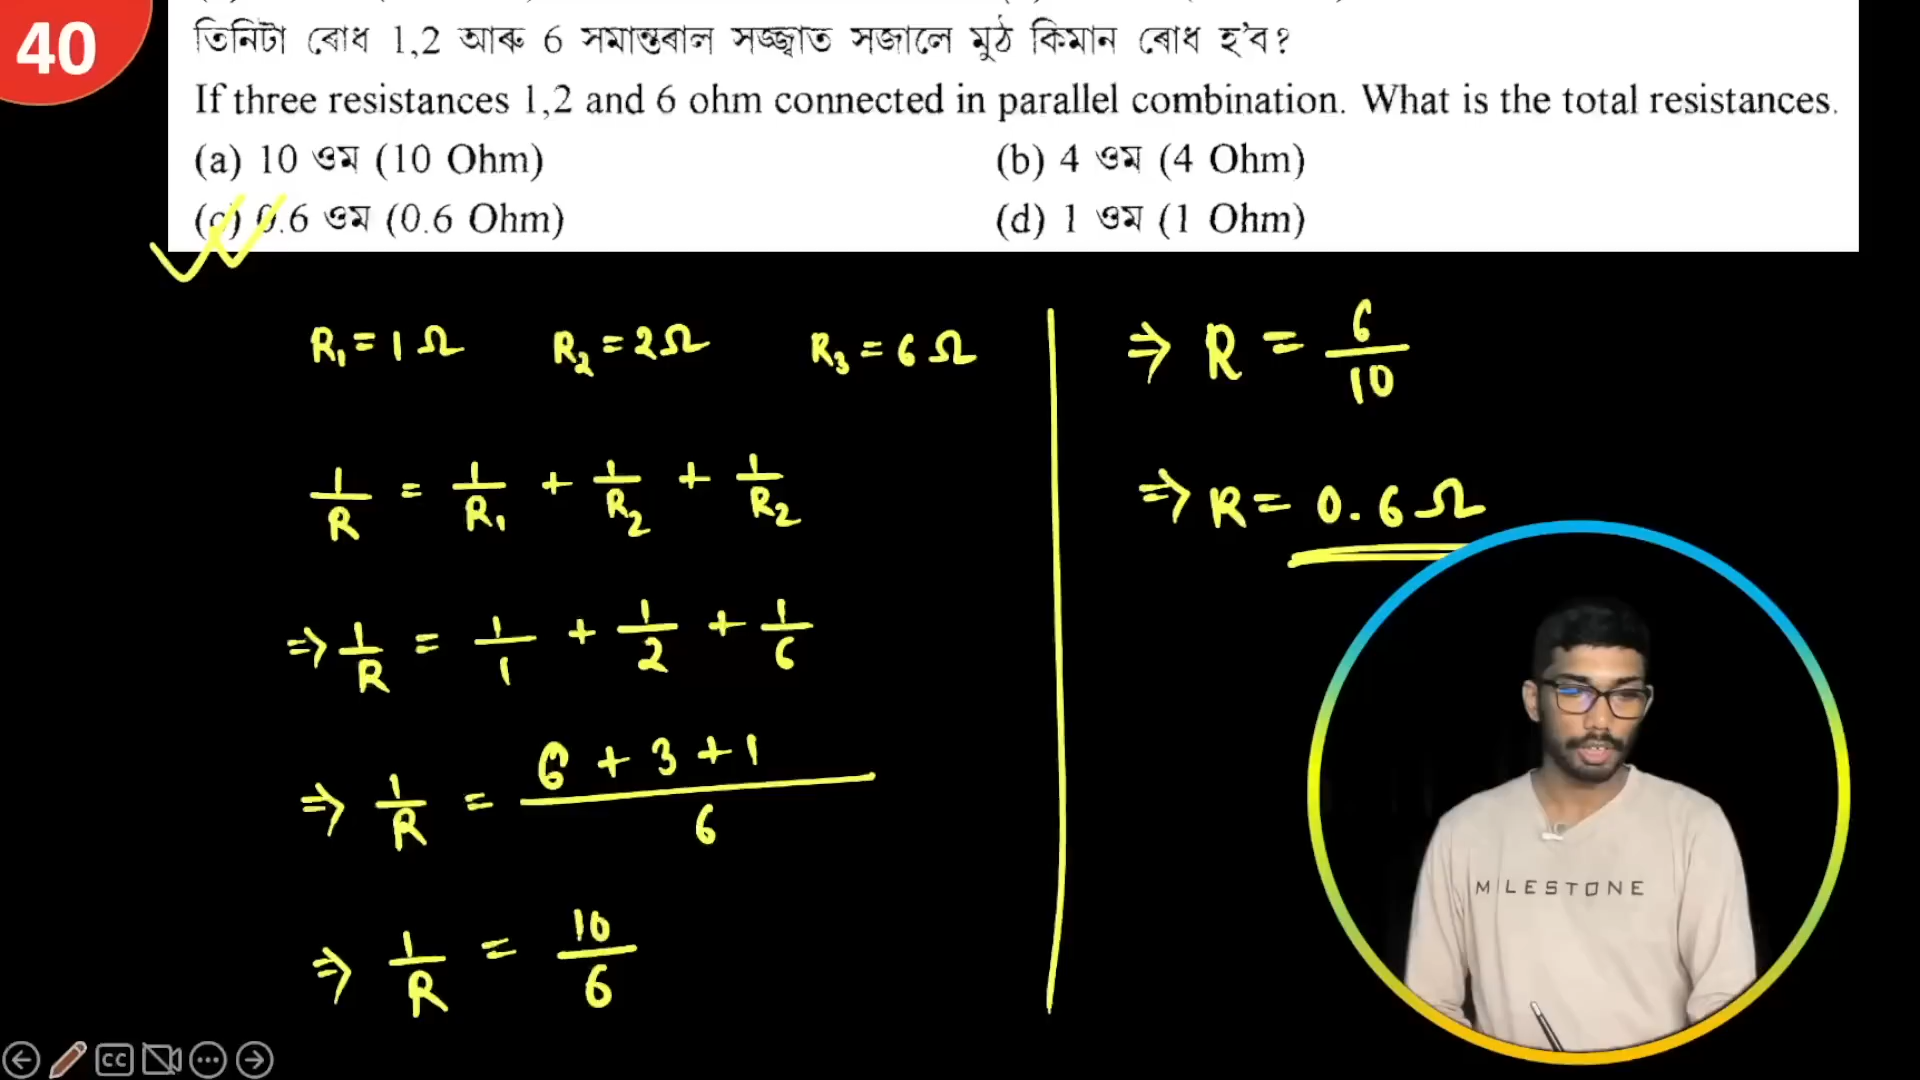 40
তিনিটা ৰোধ 1,2 আৰু 6 সমান্তৰাল সজ্জাত সজালে মুঠ কিমান ৰোধ হ'ব?
If three resistances 1,2 and 6 ohm connected in parallel combination. What is the total resistances.
(a) 10 ওম (10 Ohm)
(b) 4 ওম (4 Ohm)
(c) 0.6 ওম (0.6 Ohm)
(d) 1 ওম (1 Ohm)
R₁ = 1 Ω R₂ = 2Ω R₃ = 6 Ω
1/R = 1/R₁ + 1/R₂ + 1/R₂
⇒ 1/R = 1/1 + 1/2 + 1/6
⇒ 1/R = 6 + 3 + 1 / 6
⇒ 1/R = 10/6
⇒ R = 6/10
⇒ R = 0.6 Ω
MILESTONE
CC